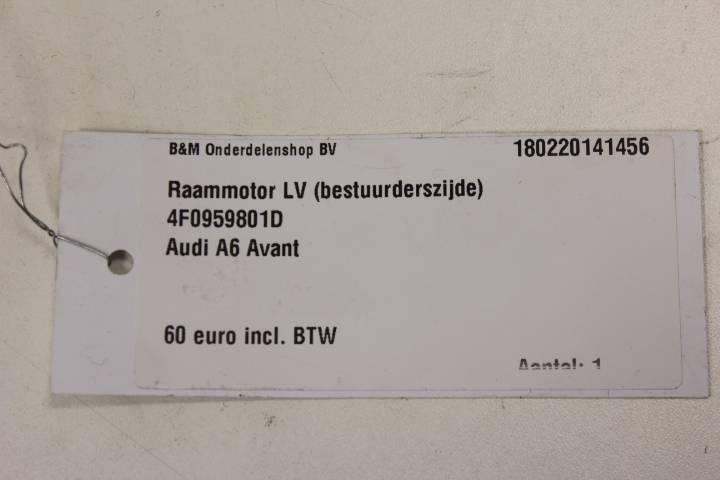 B&M Onderdelenshop BV 180220141456
Raammotor LV (bestuurderszijde)
4F0959801D
Audi A6 Avant
60 euro incl. BTW
Aantal: 1